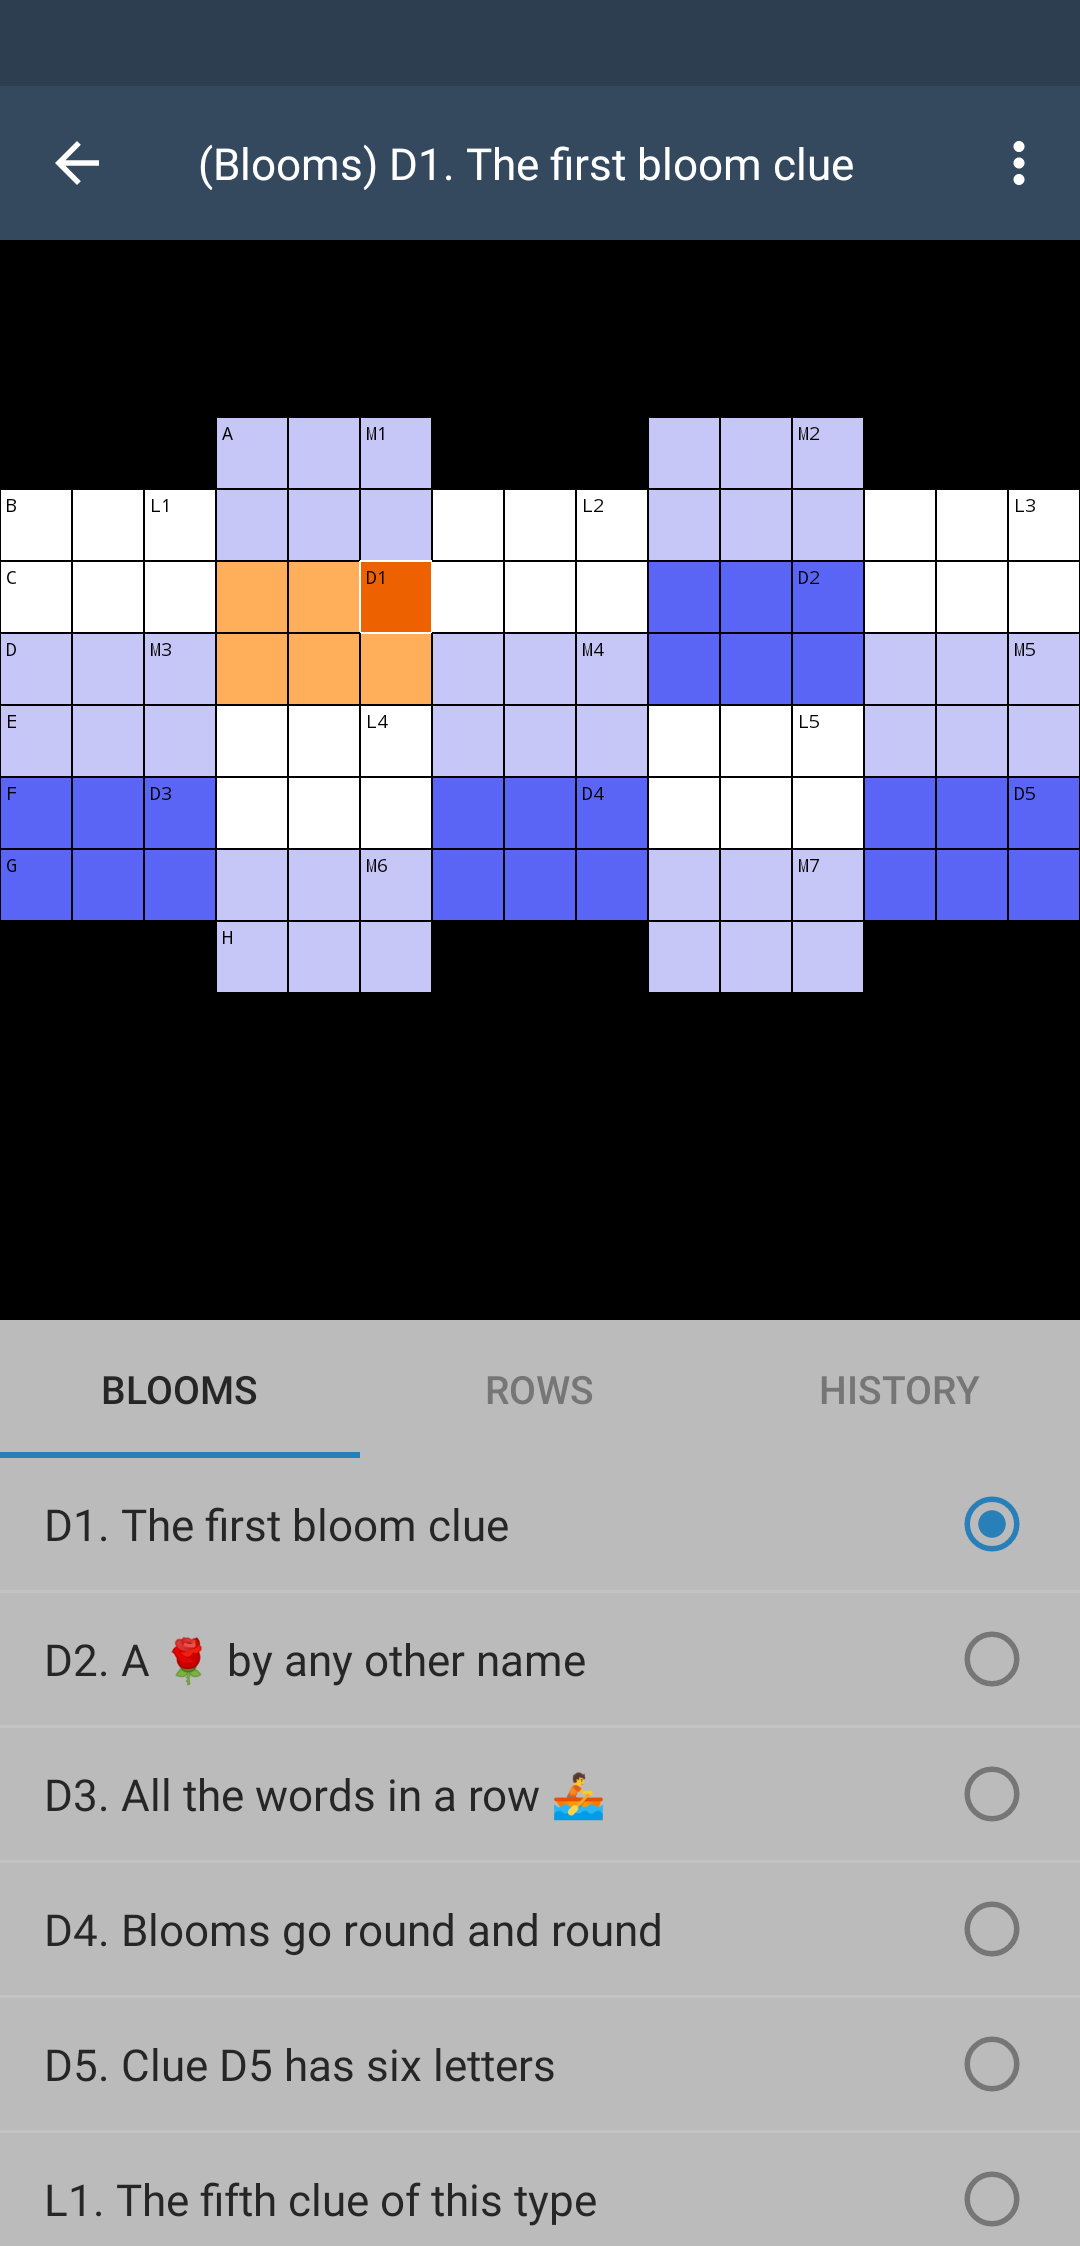 (Blooms) D1. The first bloom clue
A M1 M2
B L1 L2 L3
C D1 D2
D M3 M4 M5
E L4 L5
F D3 D4 D5
G M6 M7
H
BLOOMS ROWS HISTORY
D1. The first bloom clue
D2. A 🌹 by any other name
D3. All the words in a row 🚣
D4. Blooms go round and round
D5. Clue D5 has six letters
L1. The fifth clue of this type